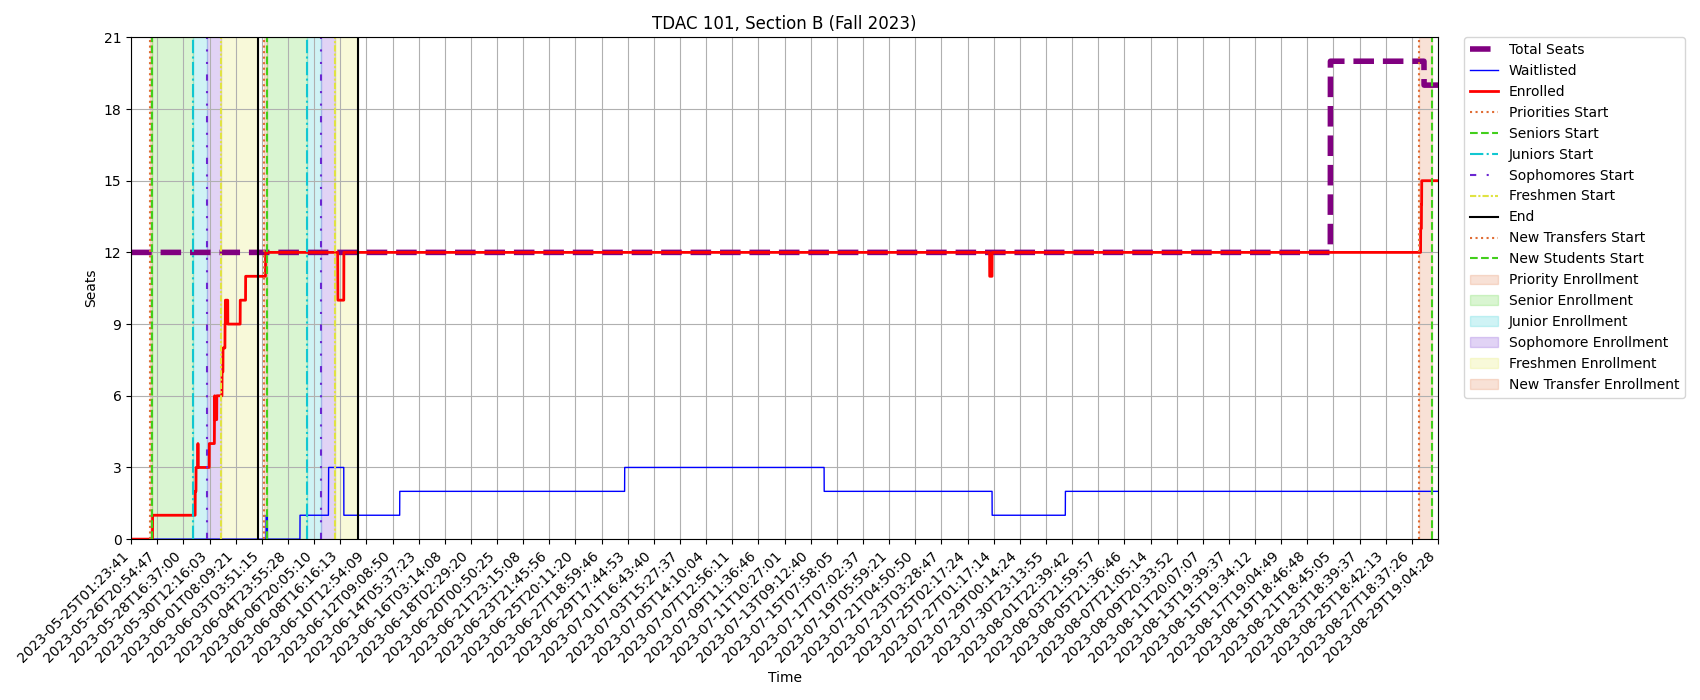 TDAC 101, Section B (Fall 2023)
21
18
15
12
9
6
3
0
Seats
2023-05-25T01:23:41
2023-05-26T20:54:47
2023-05-28T16:37:00
2023-05-30T12:16:03
2023-06-01T08:09:21
2023-06-03T03:51:15
2023-06-04T23:55:28
2023-06-06T20:05:10
2023-06-08T16:16:13
2023-06-10T12:54:09
2023-06-12T09:08:50
2023-06-14T05:37:23
2023-06-16T03:14:08
2023-06-18T02:29:20
2023-06-20T00:50:25
2023-06-21T23:15:08
2023-06-23T21:45:56
2023-06-25T20:11:20
2023-06-27T18:59:46
2023-06-29T17:44:53
2023-07-01T16:43:40
2023-07-03T15:27:37
2023-07-05T14:10:04
2023-07-07T12:56:11
2023-07-09T11:36:46
2023-07-11T10:27:01
2023-07-13T09:12:40
2023-07-15T07:58:05
2023-07-17T07:02:37
2023-07-19T05:59:21
2023-07-21T04:50:50
2023-07-23T03:28:47
2023-07-25T02:17:24
2023-07-27T01:17:14
2023-07-29T00:14:24
2023-07-30T23:13:55
2023-08-01T22:39:42
2023-08-03T21:59:57
2023-08-05T21:36:46
2023-08-07T21:05:14
2023-08-09T20:33:52
2023-08-11T20:07:07
2023-08-13T19:39:37
2023-08-15T19:34:12
2023-08-17T19:04:49
2023-08-19T18:46:48
2023-08-21T18:45:05
2023-08-23T18:39:37
2023-08-25T18:42:13
2023-08-27T18:37:26
2023-08-29T19:04:28
Time
Total Seats
Waitlisted
Enrolled
Priorities Start
Seniors Start
Juniors Start
Sophomores Start
Freshmen Start
End
New Transfers Start
New Students Start
Priority Enrollment
Senior Enrollment
Junior Enrollment
Sophomore Enrollment
Freshmen Enrollment
New Transfer Enrollment